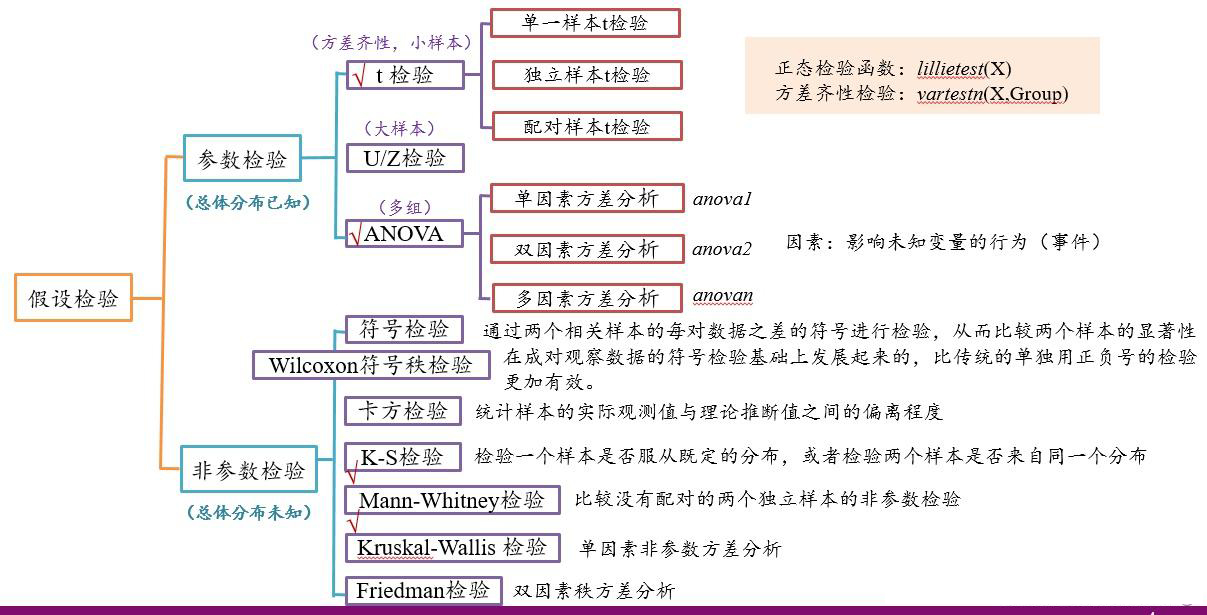 假设检验
参数检验
（总体分布已知）
（方差齐性，小样本）
√ t 检验
单一样本t检验
独立样本t检验
配对样本t检验
（大样本）
U/Z检验
（多组）
√ANOVA
单因素方差分析 anova1
双因素方差分析 anova2
多因素方差分析 anovan
因素：影响未知变量的行为（事件）
正态检验函数：lillietest(X)
方差齐性检验：vartestn(X,Group)
非参数检验
（总体分布未知）
符号检验 通过两个相关样本的每对数据之差的符号进行检验，从而比较两个样本的显著性
Wilcoxon符号秩检验 在成对观察数据的符号检验基础上发展起来的，比传统的单独用正负号的检验
更加有效。
卡方检验 统计样本的实际观测值与理论推断值之间的偏离程度
K-S检验 检验一个样本是否服从既定的分布，或者检验两个样本是否来自同一个分布
√
Mann-Whitney检验 比较没有配对的两个独立样本的非参数检验
√
Kruskal-Wallis 检验 单因素非参数方差分析
Friedman检验 双因素秩方差分析